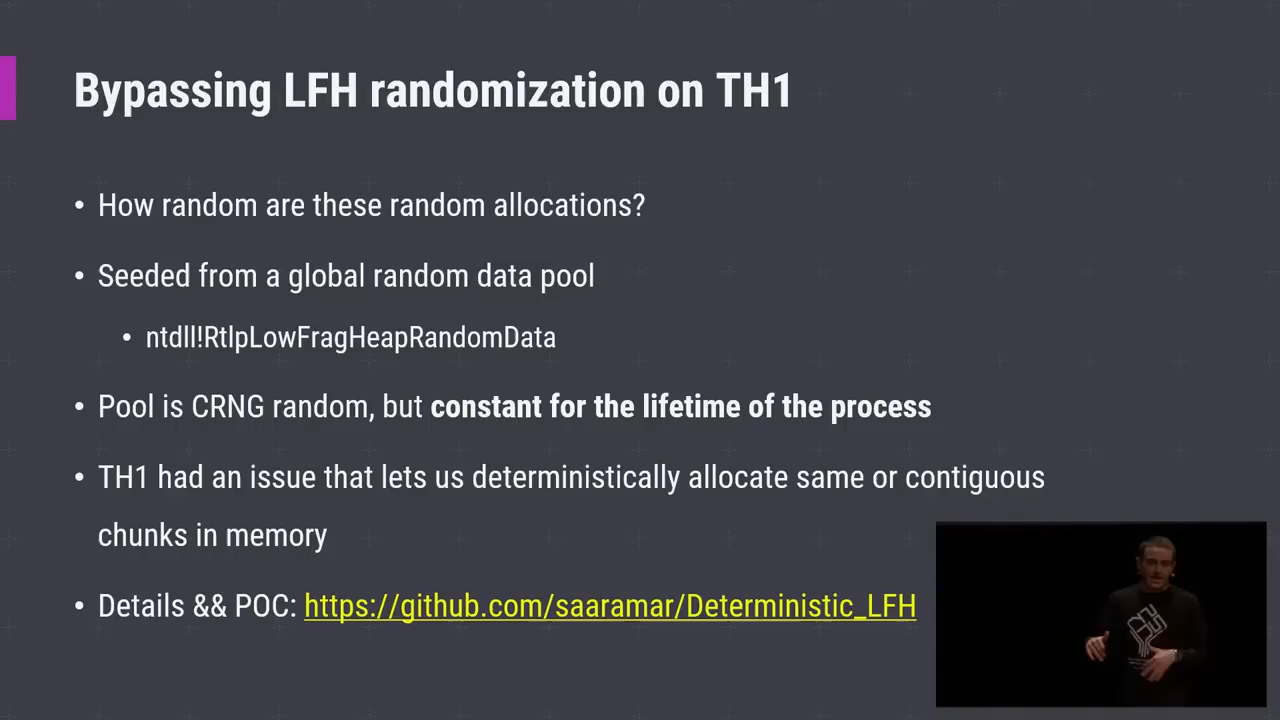 Bypassing LFH randomization on TH1
• How random are these random allocations?
• Seeded from a global random data pool
• ntdll!RtlpLowFragHeapRandomData
• Pool is CRNG random, but constant for the lifetime of the process
• TH1 had an issue that lets us deterministically allocate same or contiguous
chunks in memory
• Details && POC: https://github.com/saaramar/Deterministic_LFH